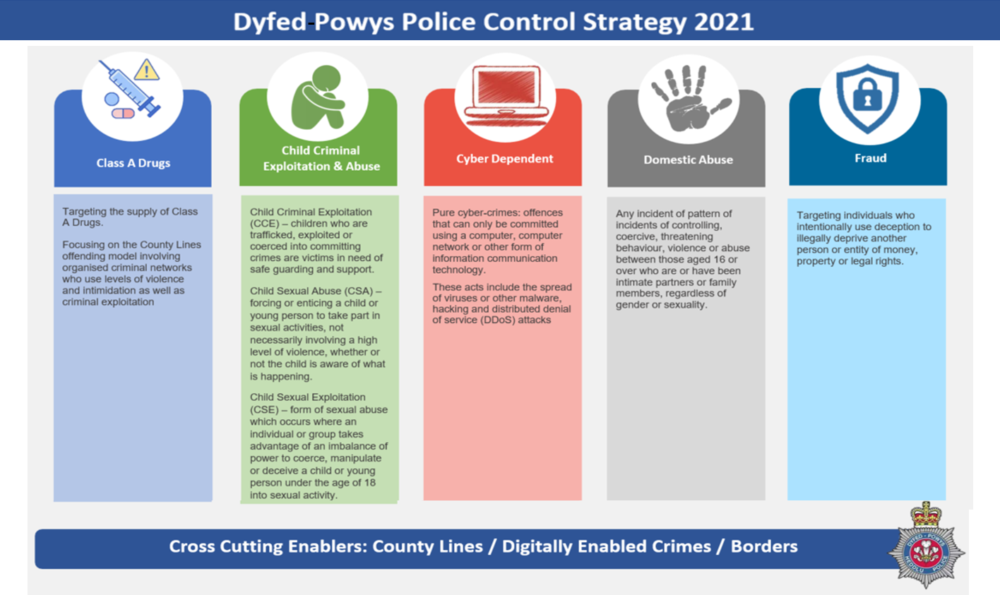 Dyfed-Powys Police Control Strategy 2021
Class A Drugs
Targeting the supply of Class
A Drugs.
Focusing on the County Lines
offending model involving
organised criminal networks
who use levels of violence
and intimidation as well as
criminal exploitation
Child Criminal
Exploitation & Abuse
Child Criminal Exploitation
(CCE) – children who are
trafficked, exploited or
coerced into committing
crimes are victims in need of
safe guarding and support.
Child Sexual Abuse (CSA) –
forcing or enticing a child or
young person to take part in
sexual activities, not
necessarily involving a high
level of violence, whether or
not the child is aware of what
is happening.
Child Sexual Exploitation
(CSE) – form of sexual abuse
which occurs where an
individual or group takes
advantage of an imbalance of
power to coerce, manipulate
or deceive a child or young
person under the age of 18
into sexual activity.
Cyber Dependent
Pure cyber-crimes: offences
that can only be committed
using a computer, computer
network or other form of
information communication
technology.
These acts include the spread
of viruses or other malware,
hacking and distributed denial
of service (DDoS) attacks
Domestic Abuse
Any incident of pattern of
incidents of controlling,
coercive, threatening
behaviour, violence or abuse
between those aged 16 or
over who are or have been
intimate partners or family
members, regardless of
gender or sexuality.
Fraud
Targeting individuals who
intentionally use deception to
illegally deprive another
person or entity of money,
property or legal rights.
Cross Cutting Enablers: County Lines / Digitally Enabled Crimes / Borders
DYFED - POWYS
HEDDLU POLICE